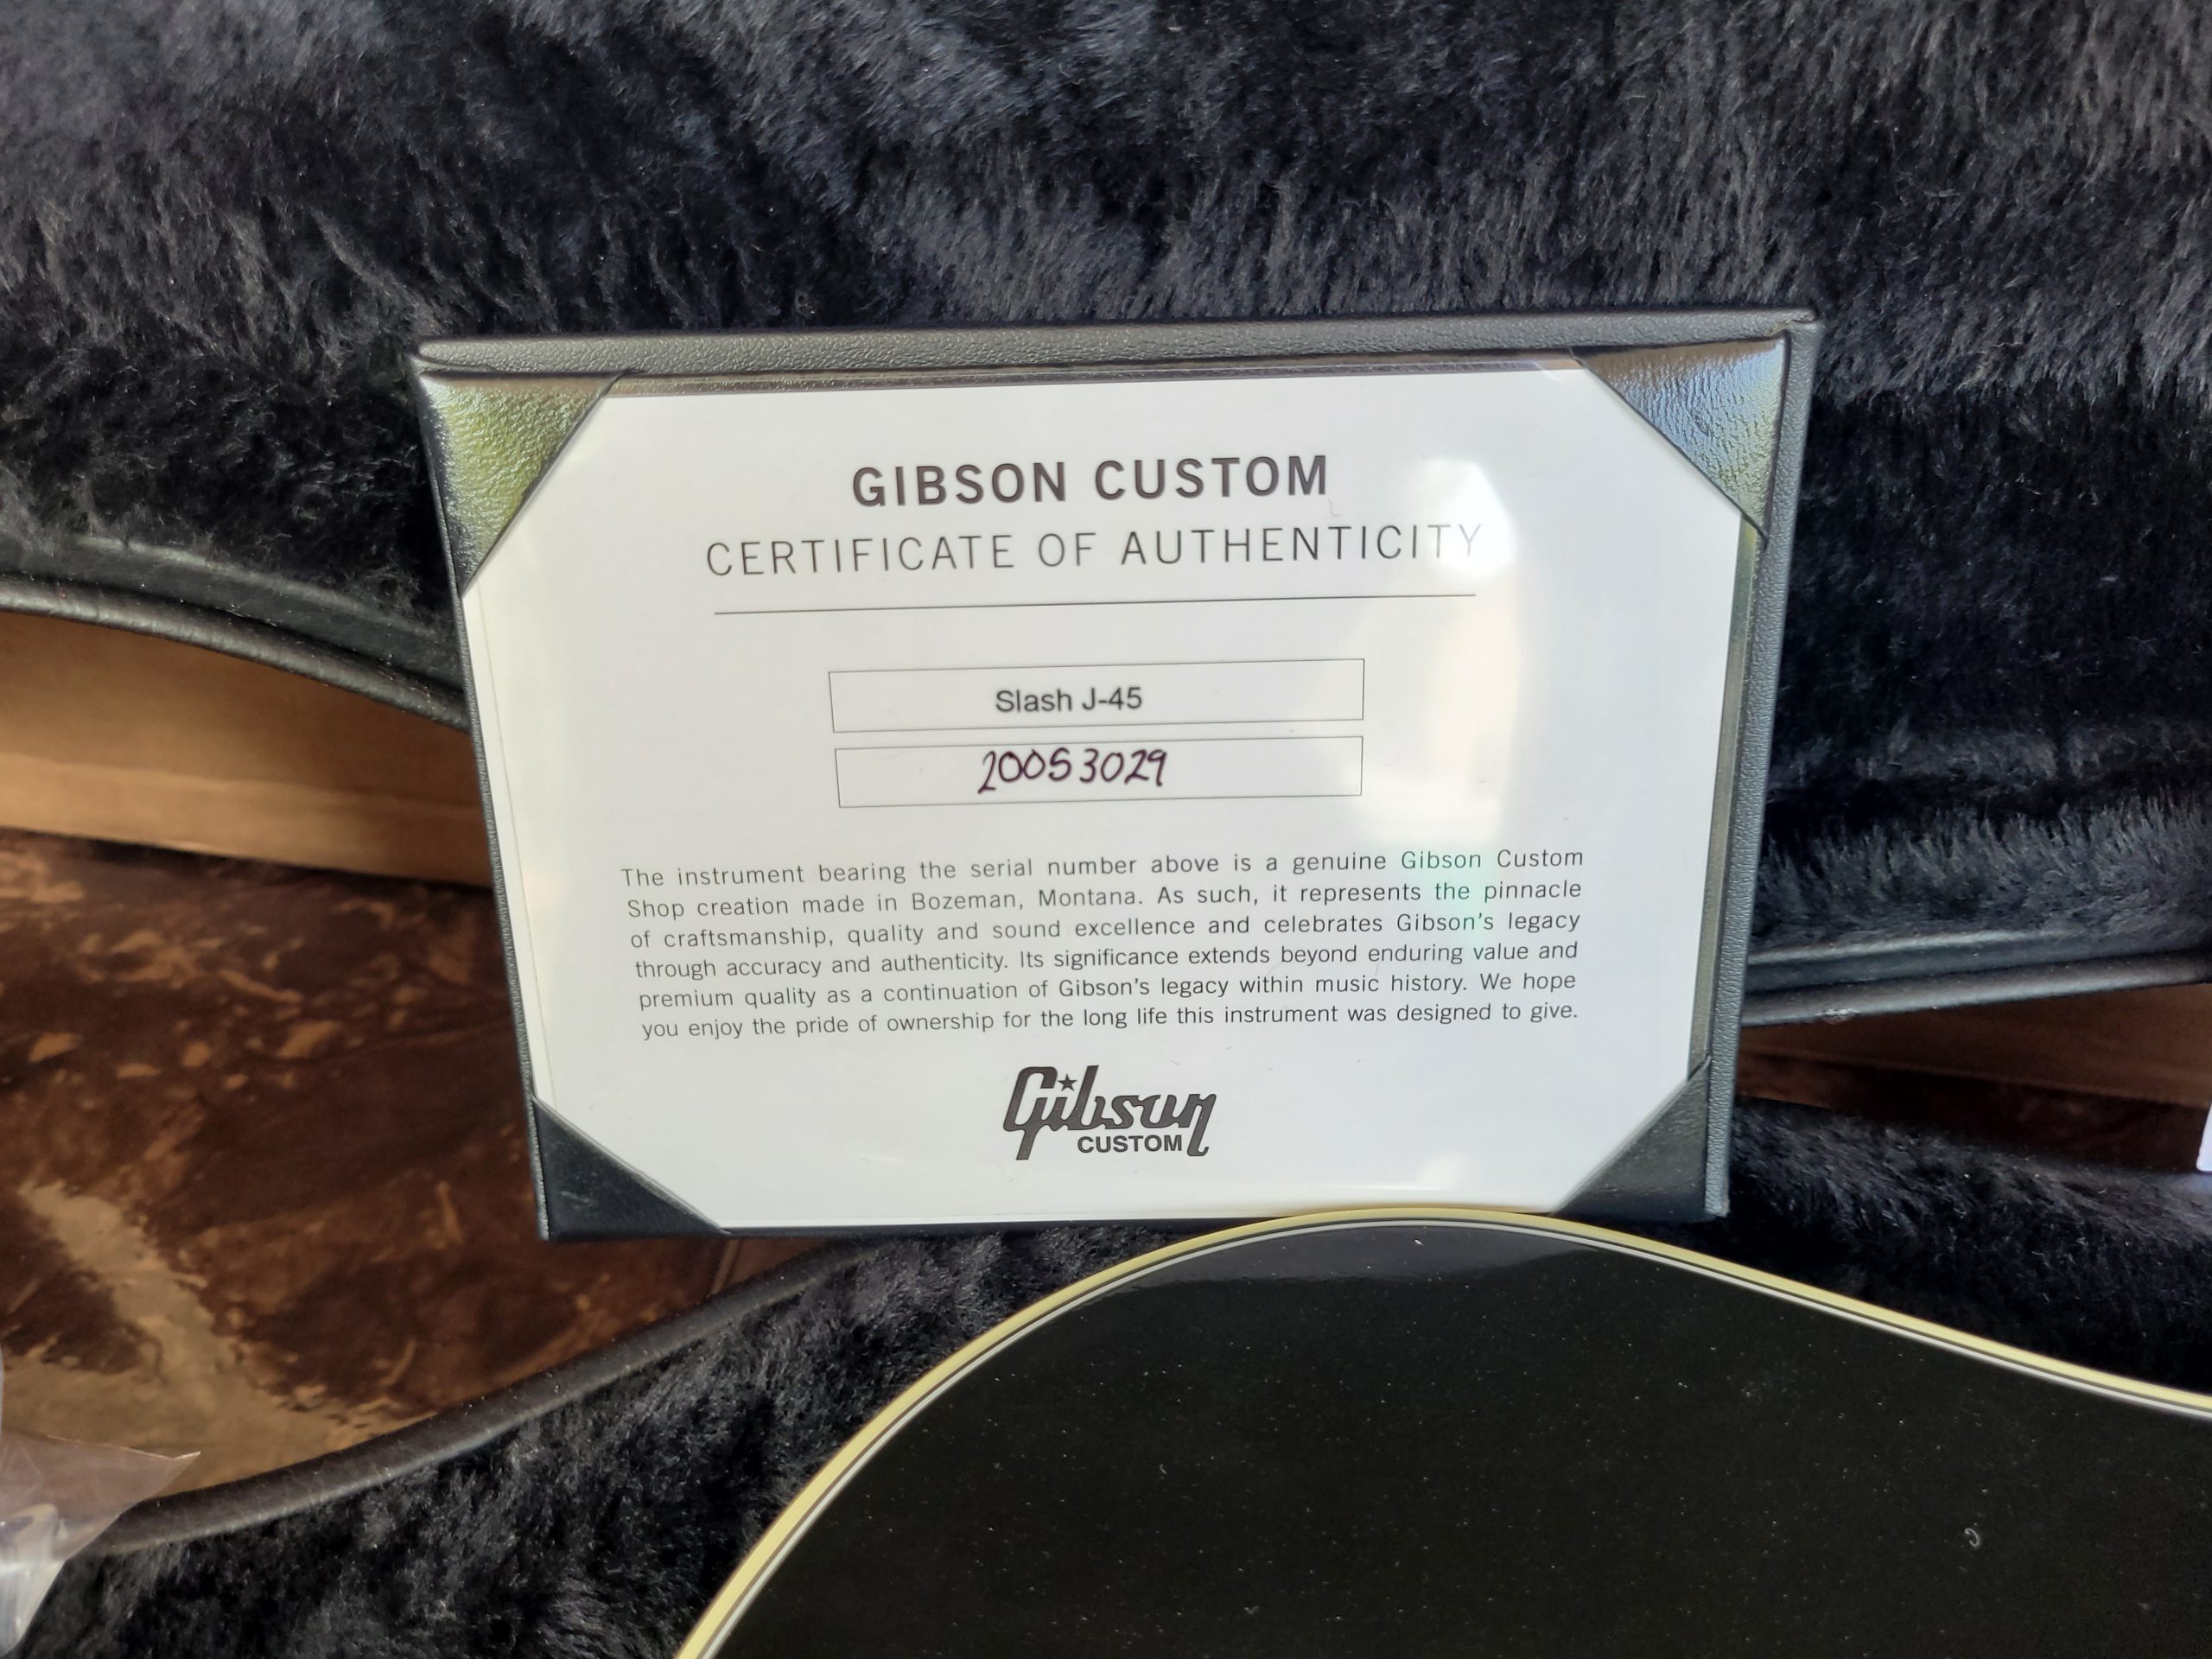 GIBSON CUSTOM
CERTIFICATE OF AUTHENTICITY
Slash J-45
20053029
The instrument bearing the serial number above is a genuine Gibson Custom
Shop creation made in Bozeman, Montana. As such, it represents the pinnacle
of craftsmanship, quality and sound excellence and celebrates Gibson's legacy
through accuracy and authenticity. Its significance extends beyond enduring value and
premium quality as a continuation of Gibson's legacy within music history. We hope
you enjoy the pride of ownership for the long life this instrument was designed to give.
Gibson
CUSTOM